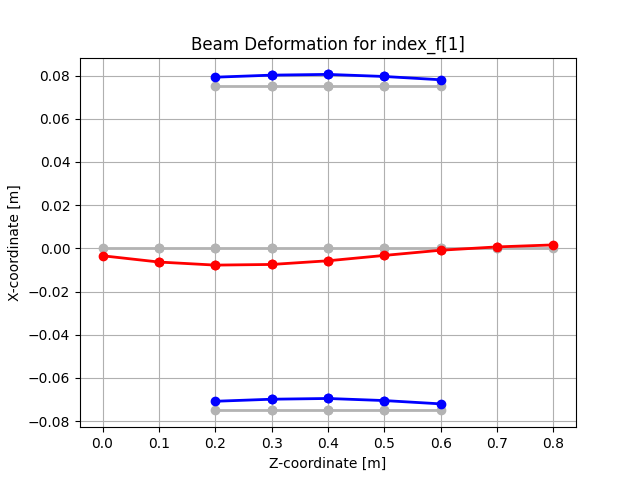 Beam Deformation for index_f[1]
0.08
0.06
0.04
0.02
0.00
−0.02
−0.04
−0.06
−0.08
X-coordinate [m]
0.0 0.1 0.2 0.3 0.4 0.5 0.6 0.7 0.8
Z-coordinate [m]